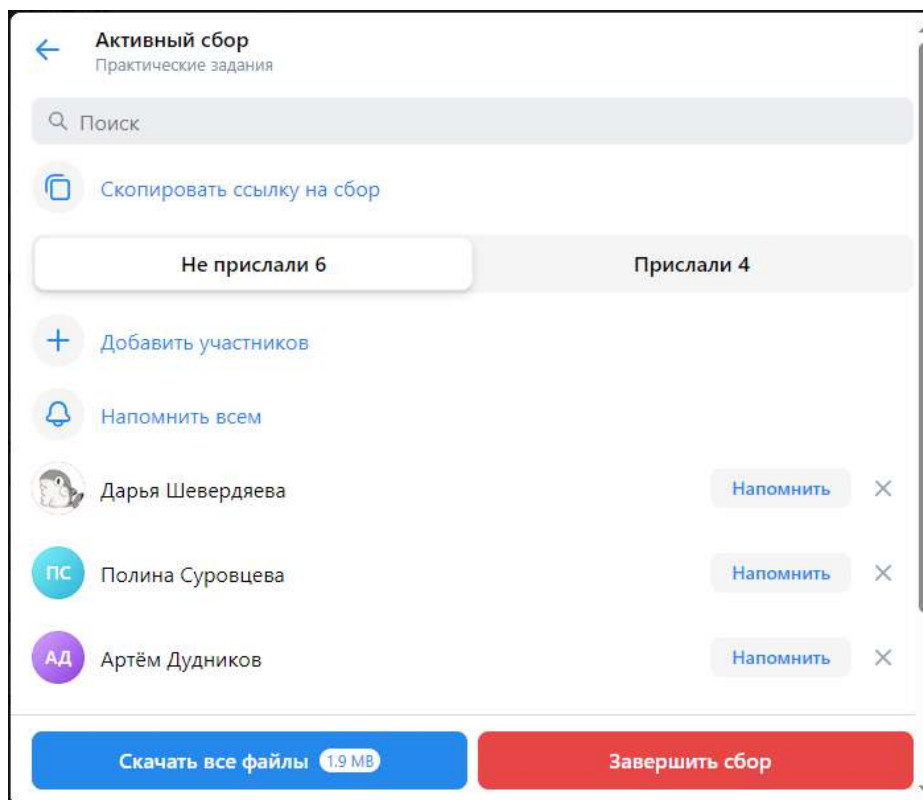 Активный сбор
Практические задания
Поиск
Скопировать ссылку на сбор
Не прислали 6 Прислали 4
Добавить участников
Напомнить всем
Дарья Шевердяева Напомнить
ПС Полина Суровцева Напомнить
АД Артём Дудников Напомнить
Скачать все файлы 1.9 MB Завершить сбор